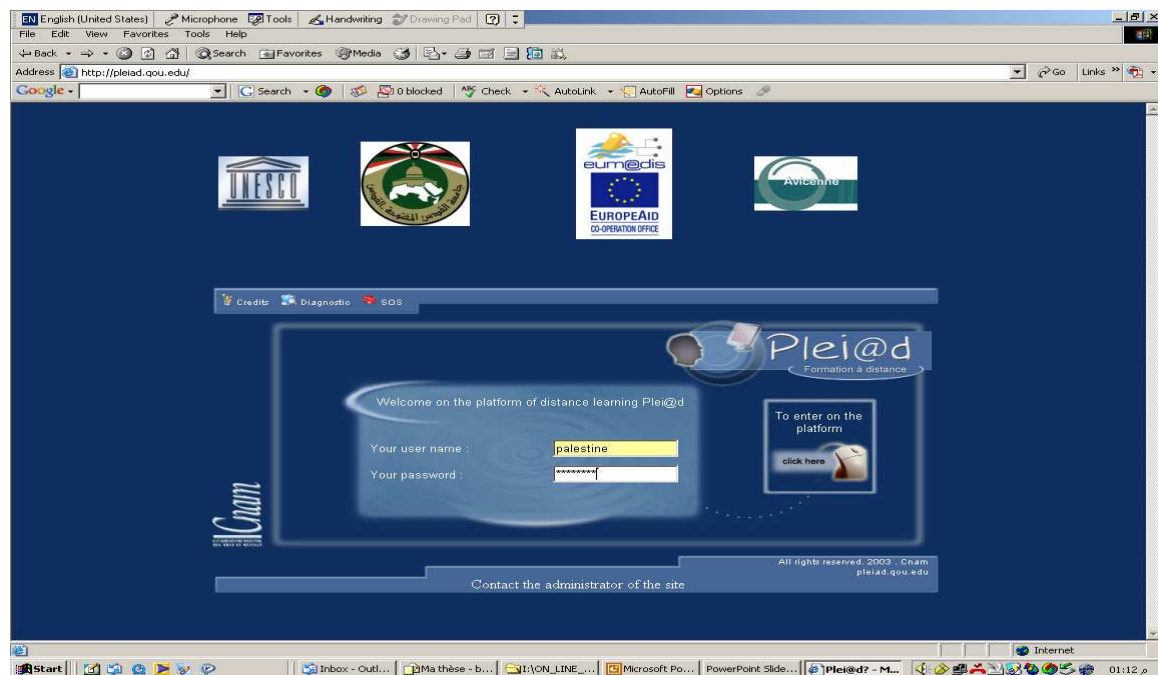 EN English (United States) Microphone Tools Handwriting Drawing Pad
File Edit View Favorites Tools Help
Back Search Favorites Media
Address http://pleiad.qou.edu/ Go Links »
Google Search 0 blocked Check AutoLink AutoFill Options
UNESCO
جامعة القدس المفتوحة
eum@dis
EUROPEAID
CO-OPERATION OFFICE
Avicenne
Credits Diagnostic SOS
Plei@d
Formation à distance
Welcome on the platform of distance learning Plei@d
To enter on the
platform
Your user name : palestine
click here
Your password : ********
Cnam
All rights reserved. 2003 . Cnam
pleiad.qou.edu
Contact the administrator of the site
Internet
Start Inbox - Outl... Ma thèse - b... I:\ON_LINE_... Microsoft Po... PowerPoint Slide... Plei@d? - M... 01:12 م